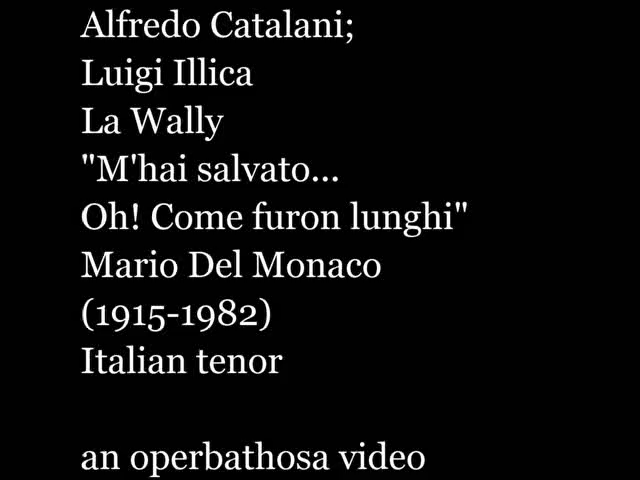 Alfredo Catalani;
Luigi Illica
La Wally
"M'hai salvato...
Oh! Come furon lunghi"
Mario Del Monaco
(1915-1982)
Italian tenor
an operbathosa video